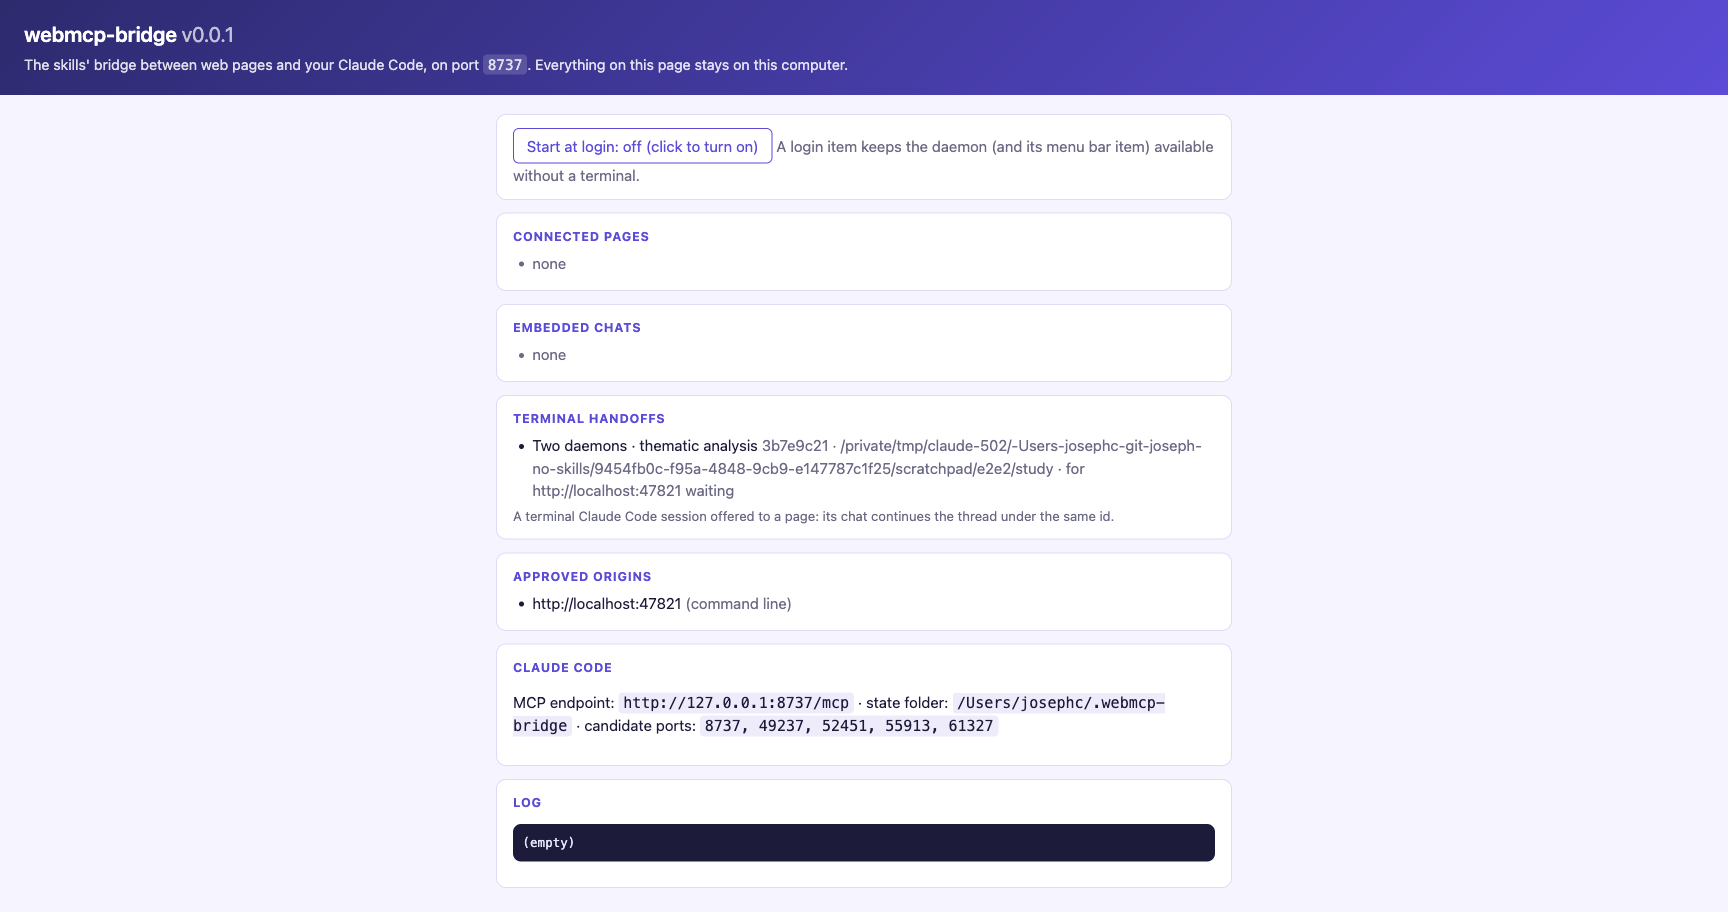 webmcp-bridge v0.0.1
The skills' bridge between web pages and your Claude Code, on port 8737. Everything on this page stays on this computer.
Start at login: off (click to turn on) A login item keeps the daemon (and its menu bar item) available
without a terminal.
CONNECTED PAGES
• none
EMBEDDED CHATS
• none
TERMINAL HANDOFFS
• Two daemons · thematic analysis 3b7e9c21 · /private/tmp/claude-502/-Users-josephc-git-joseph-
no-skills/9454fb0c-f95a-4848-9cb9-e147787c1f25/scratchpad/e2e2/study · for
http://localhost:47821 waiting
A terminal Claude Code session offered to a page: its chat continues the thread under the same id.
APPROVED ORIGINS
• http://localhost:47821 (command line)
CLAUDE CODE
MCP endpoint: http://127.0.0.1:8737/mcp · state folder: /Users/josephc/.webmcp-
bridge · candidate ports: 8737, 49237, 52451, 55913, 61327
LOG
(empty)